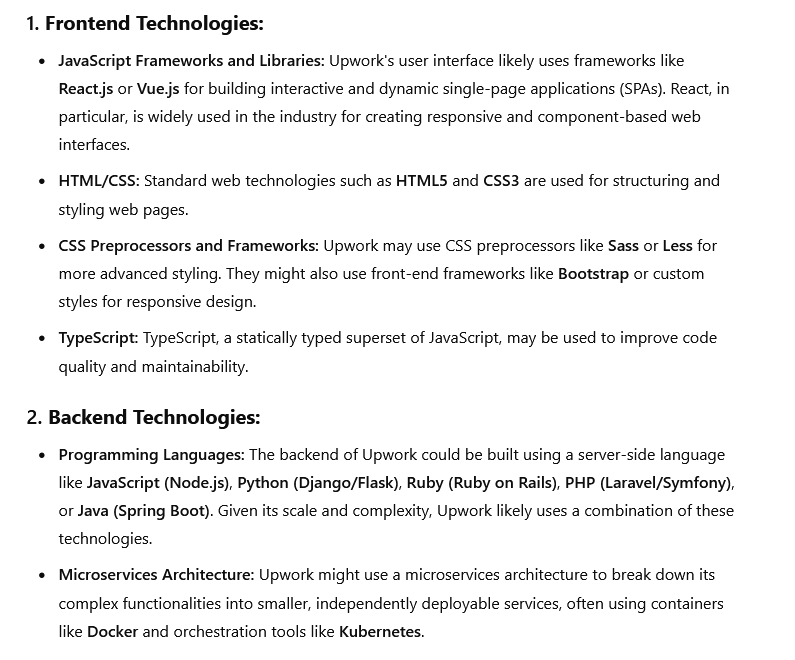 1. Frontend Technologies:
• JavaScript Frameworks and Libraries: Upwork's user interface likely uses frameworks like
React.js or Vue.js for building interactive and dynamic single-page applications (SPAs). React, in
particular, is widely used in the industry for creating responsive and component-based web
interfaces.
• HTML/CSS: Standard web technologies such as HTML5 and CSS3 are used for structuring and
styling web pages.
• CSS Preprocessors and Frameworks: Upwork may use CSS preprocessors like Sass or Less for
more advanced styling. They might also use front-end frameworks like Bootstrap or custom
styles for responsive design.
• TypeScript: TypeScript, a statically typed superset of JavaScript, may be used to improve code
quality and maintainability.
2. Backend Technologies:
• Programming Languages: The backend of Upwork could be built using a server-side language
like JavaScript (Node.js), Python (Django/Flask), Ruby (Ruby on Rails), PHP (Laravel/Symfony),
or Java (Spring Boot). Given its scale and complexity, Upwork likely uses a combination of these
technologies.
• Microservices Architecture: Upwork might use a microservices architecture to break down its
complex functionalities into smaller, independently deployable services, often using containers
like Docker and orchestration tools like Kubernetes.